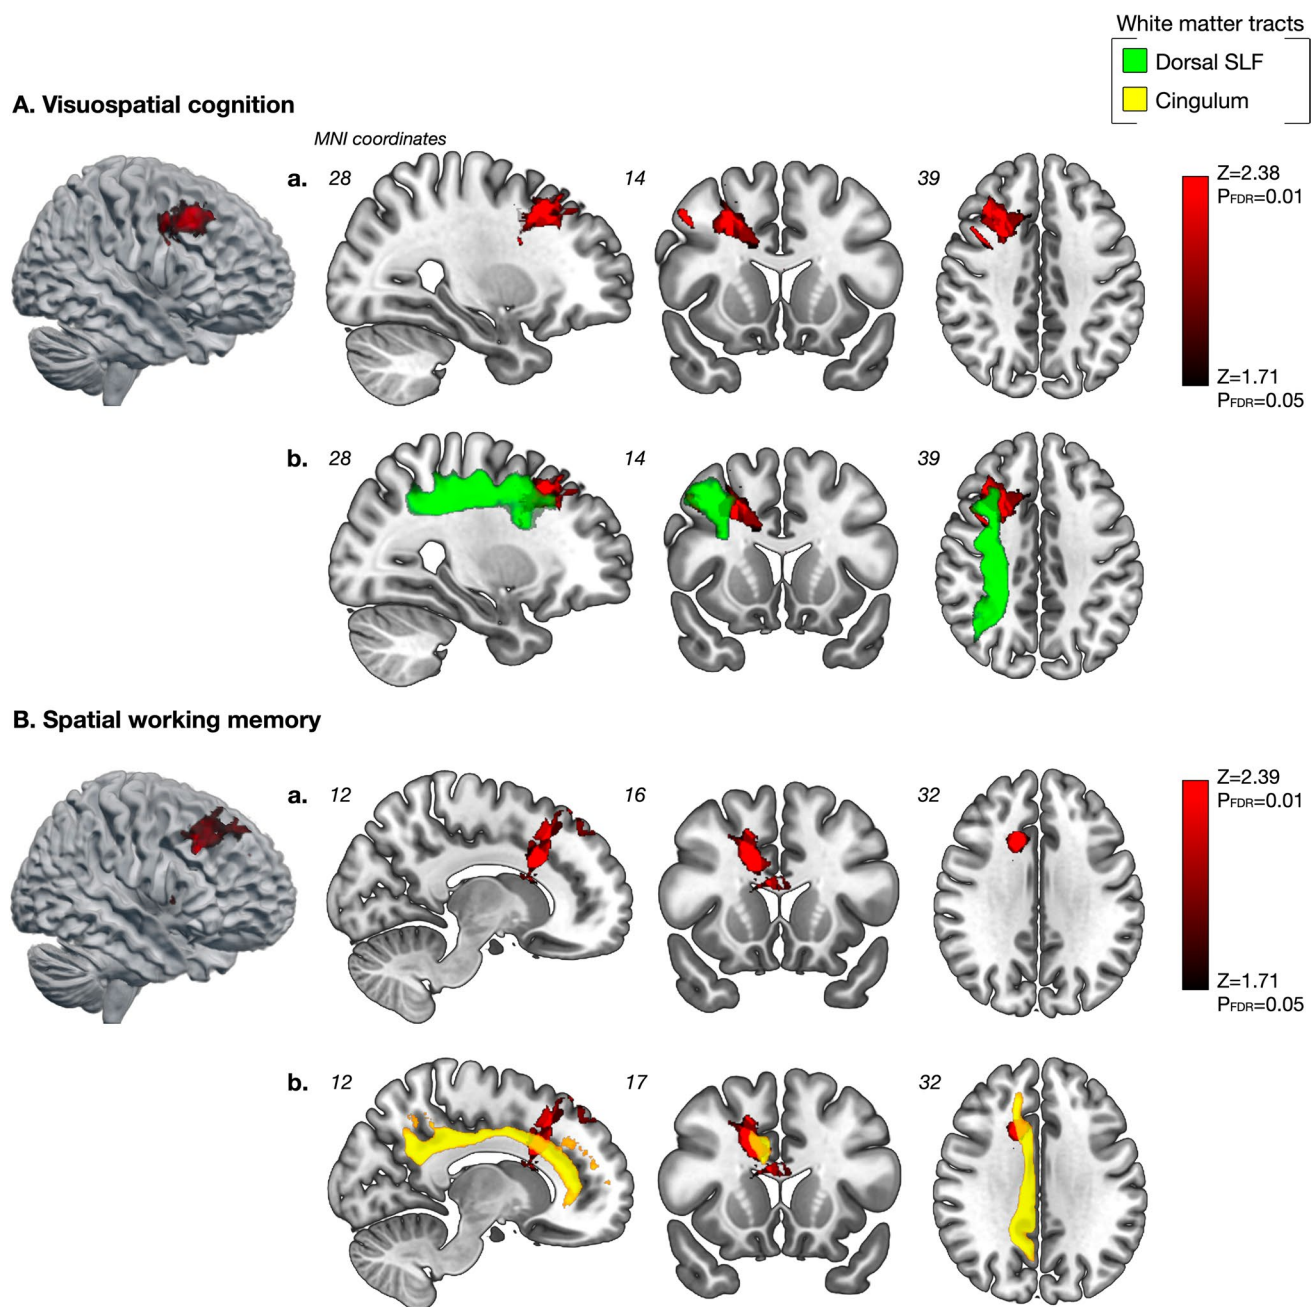 White matter tracts
Dorsal SLF
Cingulum
A. Visuospatial cognition
MNI coordinates
a. 28 14 39
Z=2.38
PFDR=0.01
Z=1.71
PFDR=0.05
b. 28 14 39
B. Spatial working memory
a. 12 16 32
Z=2.39
PFDR=0.01
Z=1.71
PFDR=0.05
b. 12 17 32